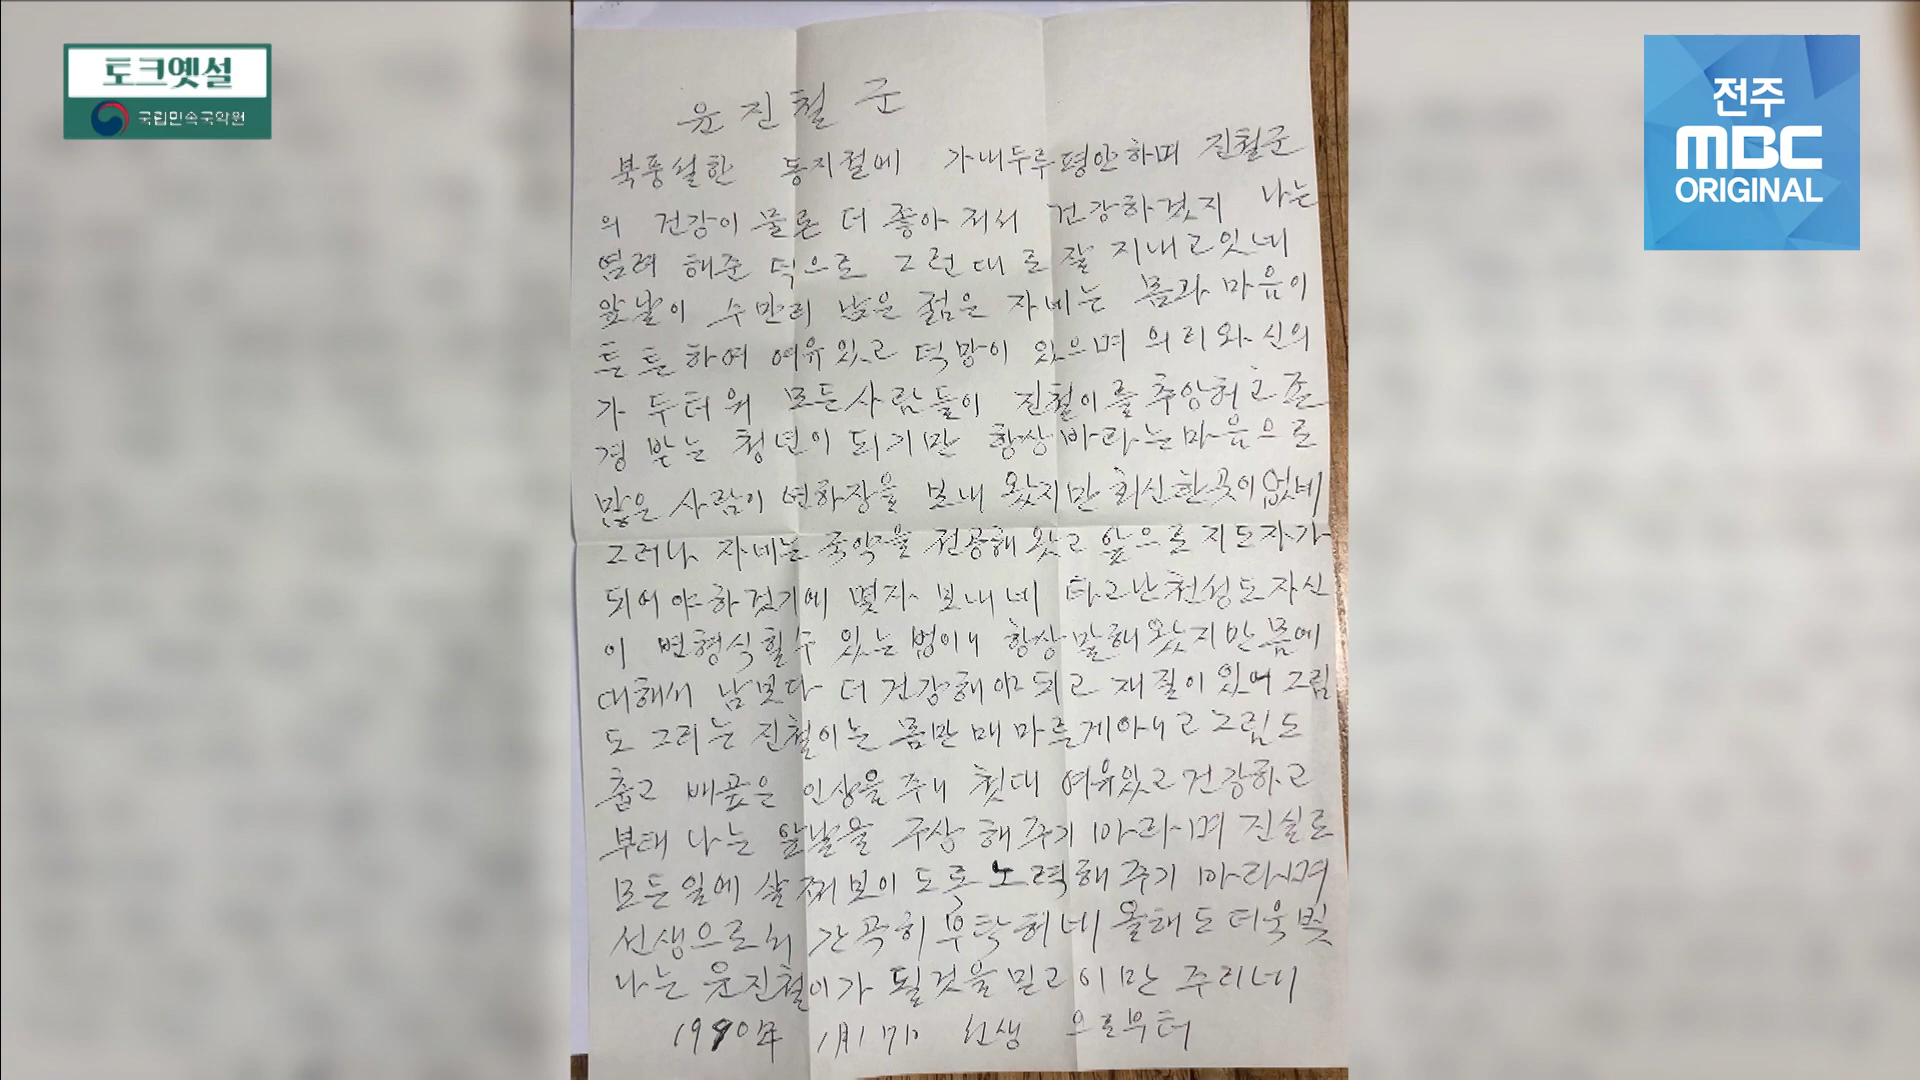 토크옛설
국립민속국악원
전주
MBC
ORIGINAL
윤진철 군
북풍설한 동지절에 가내두루평안하며 진철군
의 건강이 물론 더 좋아 저서 건강하겠지 나는
염려 해준 덕으로 그런대로 잘 지내고있네
앞날이 수만리 남은 젊은 자네는 몸과 마음이
튼튼하여 여유있고 덕망이 있으며 의리와 신의
가 두터워 모든사람들이 진철이를 추앙허고 존
경 받는 청년이 되기만 항상바라는마음으로
많은 사람이 연하장을 보내 왔지만 회신한곳이없네
그러나 자네는 국악을 전공해 왔고 앞으로 지도자가
되어야하겠기에 몇자 보내네 타고난천성도자신
이 변형식힐수 있는 법이니 항상말해왔지만 몸에
대해서 남보다 더 건강해야되고 재질이있어 그림
도 그리는 진철이는 몸만 메마른게아니고 그림도
춥고 배곺은 인상을주니 첫대 여유있고 건강하고
부태 나는 앞날을 구상 해주기 바라며 진실로
모든일에 살찌보이도록 노력해주기 바라며
선생으로써 간곡히 부탁허네 올해도 더욱 빛
나는 윤진철이가 될것을 믿고 이만 주리네
1990年 1月17日 선생 으로부터